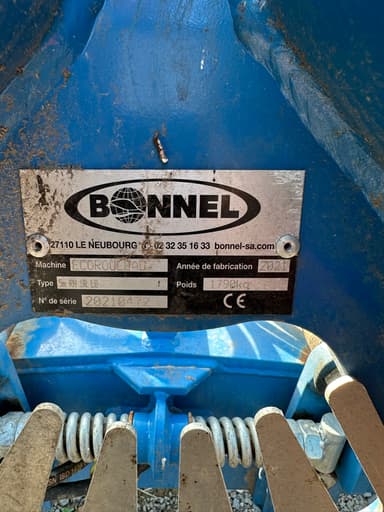 BONNEL
27110 LE NEUBOURG 02 32 35 16 33 bonnel-sa.com
Machine Année de fabrication 2021
Type
N° de série Poids 1790kg
CE